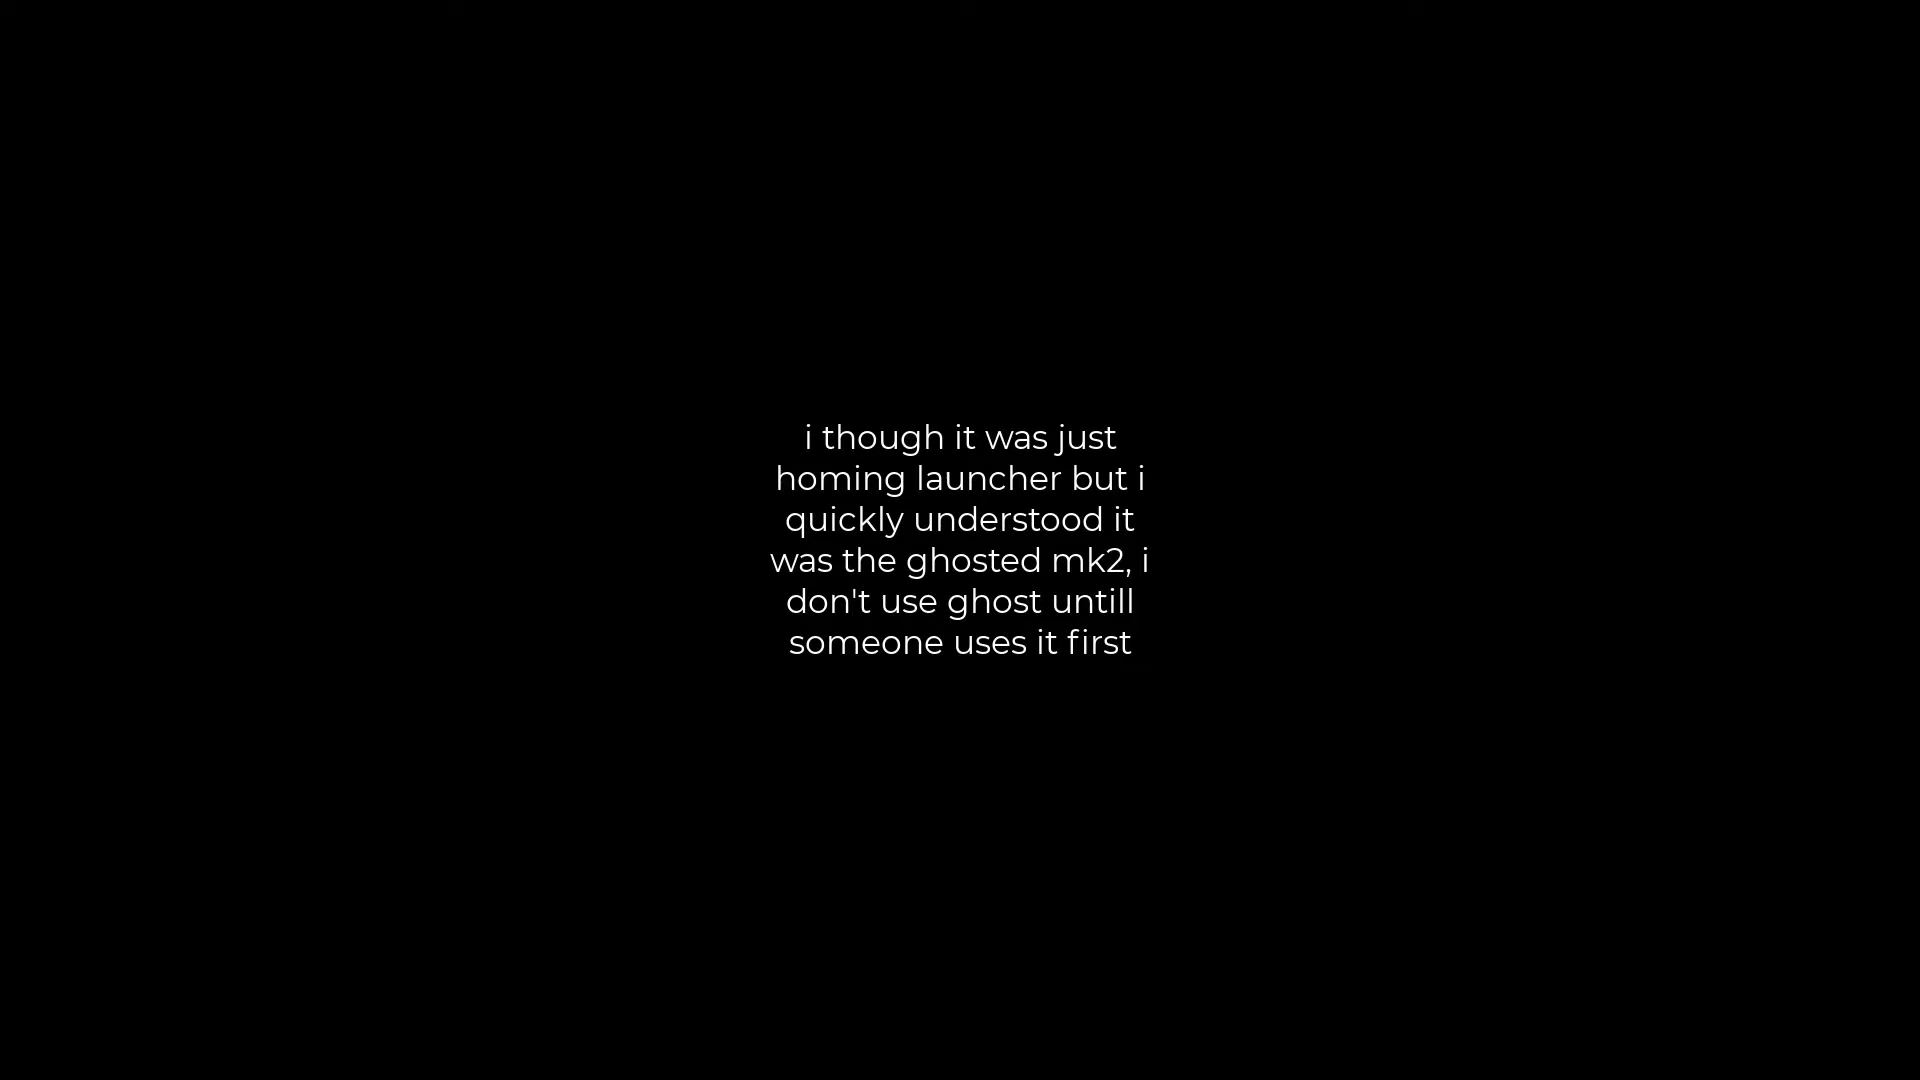 i though it was just
homing launcher but i
quickly understood it
was the ghosted mk2, i
don't use ghost untill
someone uses it first